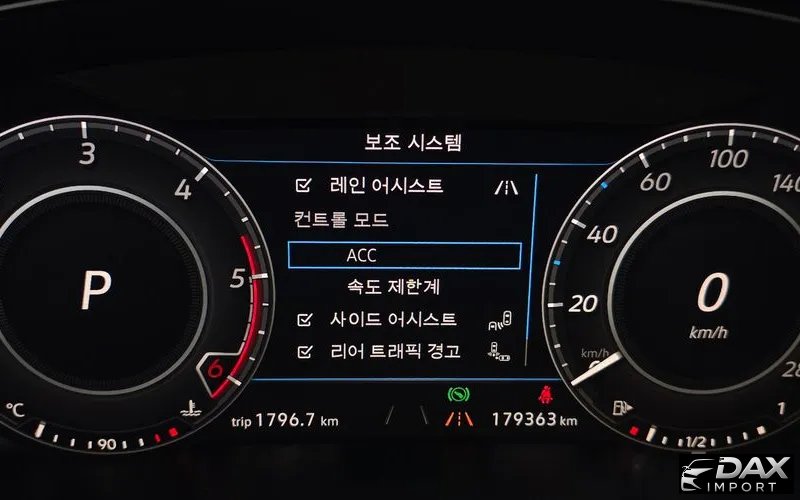 보조 시스템
레인 어시스트
컨트롤 모드
ACC
속도 제한계
사이드 어시스트
리어 트래픽 경고
3
4
5
6
P
°C
90
trip 1796.7 km
179363 km
20
40
60
100
140
0
km/h
km/h
28
1/2
1
DAX
IMPORT